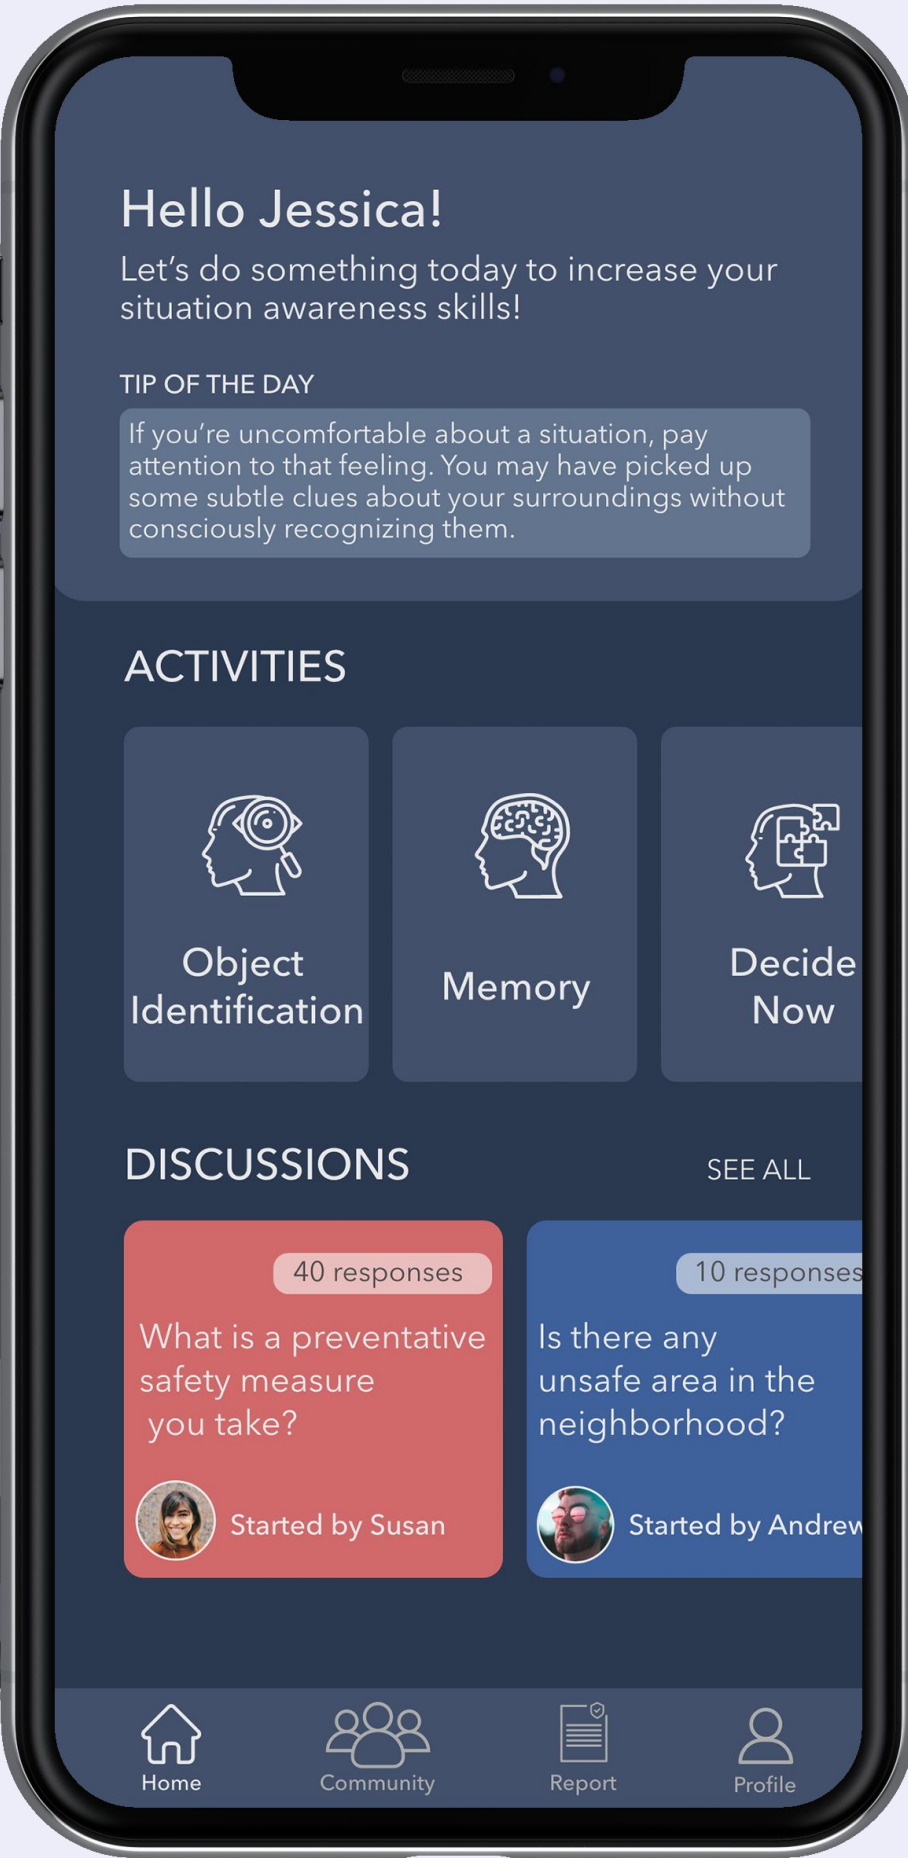 Hello Jessica!
Let's do something today to increase your
situation awareness skills!
TIP OF THE DAY
If you're uncomfortable about a situation, pay
attention to that feeling. You may have picked up
some subtle clues about your surroundings without
consciously recognizing them.
ACTIVITIES
Object
Identification
Memory
Decide
Now
DISCUSSIONS
SEE ALL
40 responses
What is a preventative
safety measure
you take?
Started by Susan
10 responses
Is there any
unsafe area in the
neighborhood?
Started by Andrew
Home
Community
Report
Profile